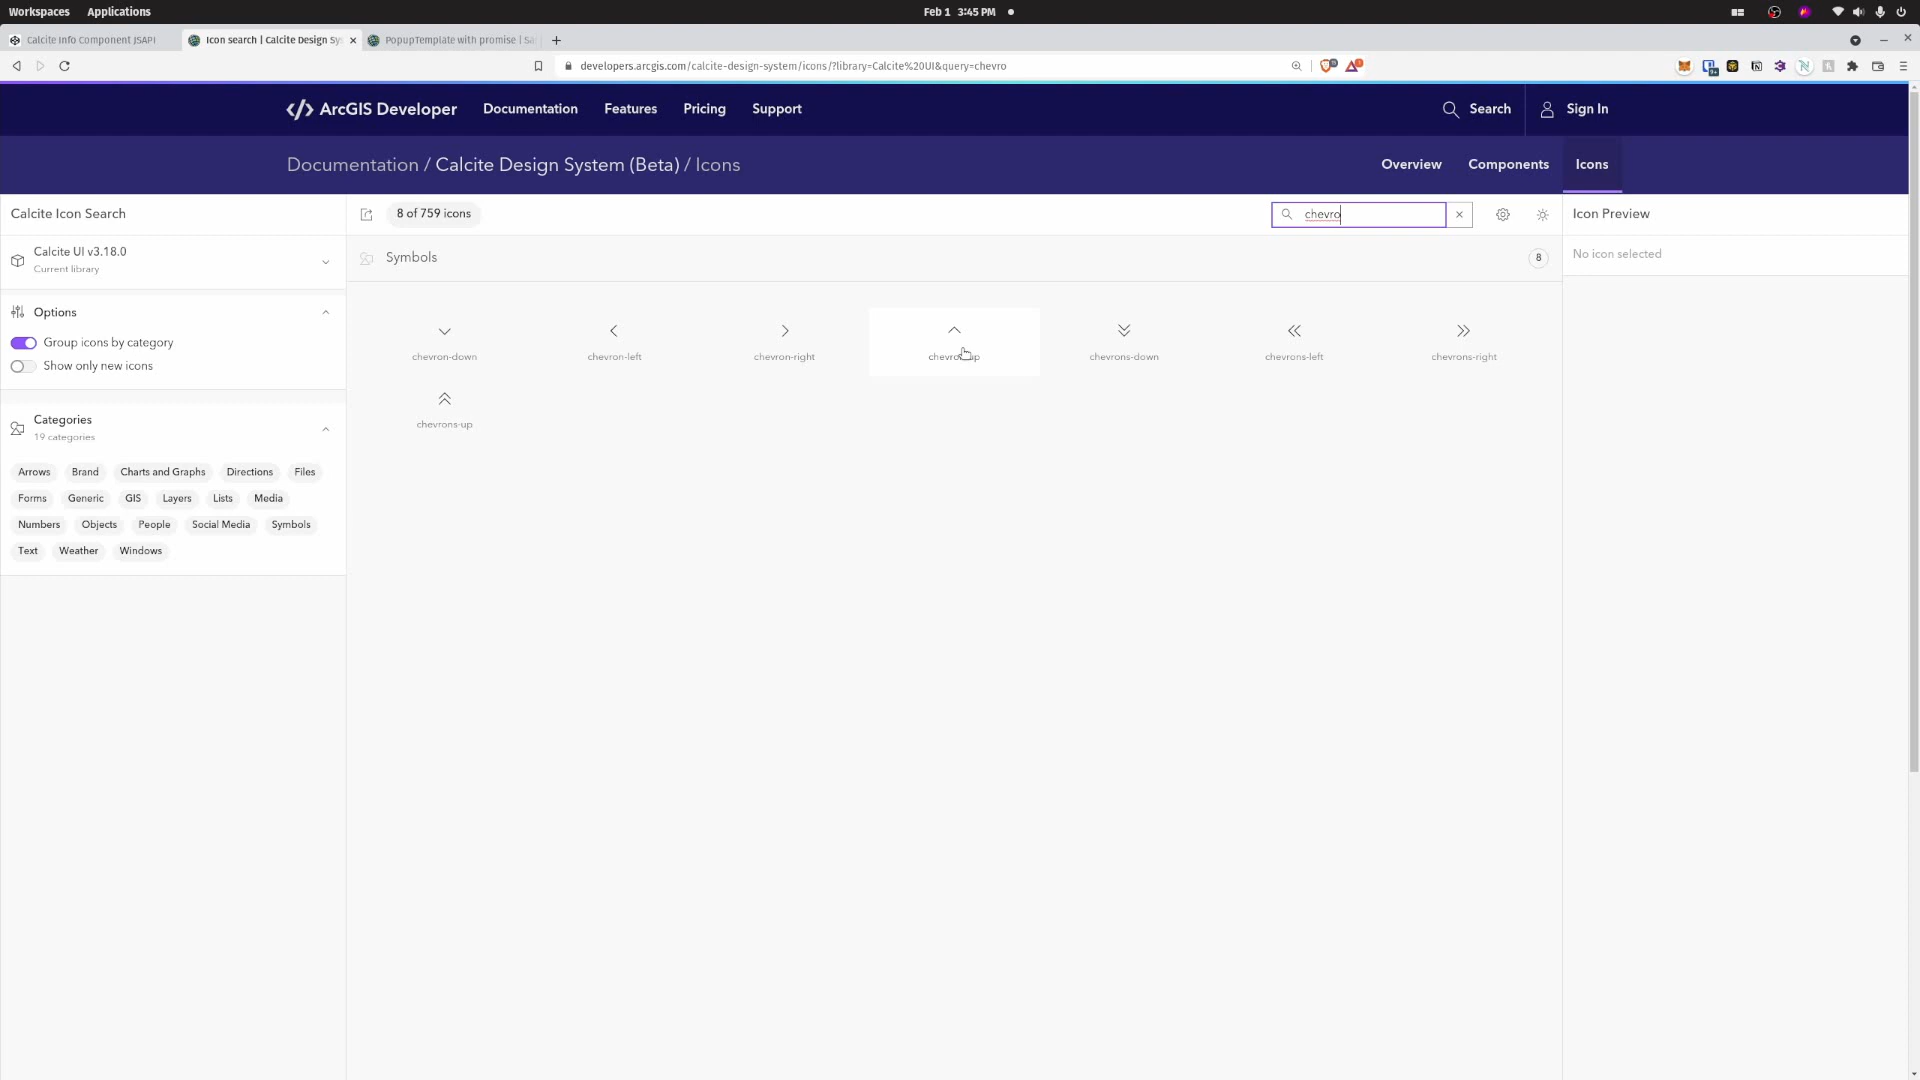 Workspaces Applications Feb 1 3:45 PM
Calcite Info Component JSAPI Icon search | Calcite Design Sy PopupTemplate with promise | Sa
developers.arcgis.com/calcite-design-system/icons/?library=Calcite%20UI&query=chevro
</> ArcGIS Developer Documentation Features Pricing Support Search Sign In
Documentation / Calcite Design System (Beta) / Icons Overview Components Icons
Calcite Icon Search 8 of 759 icons chevro Icon Preview
Calcite UI v3.18.0 Symbols 8 No icon selected
Current library
Options
Group icons by category
Show only new icons
chevron-down chevron-left chevron-right chevrons-down chevrons-left chevrons-right
chevrons-up
Categories
19 categories
Arrows Brand Charts and Graphs Directions Files
Forms Generic GIS Layers Lists Media
Numbers Objects People Social Media Symbols
Text Weather Windows